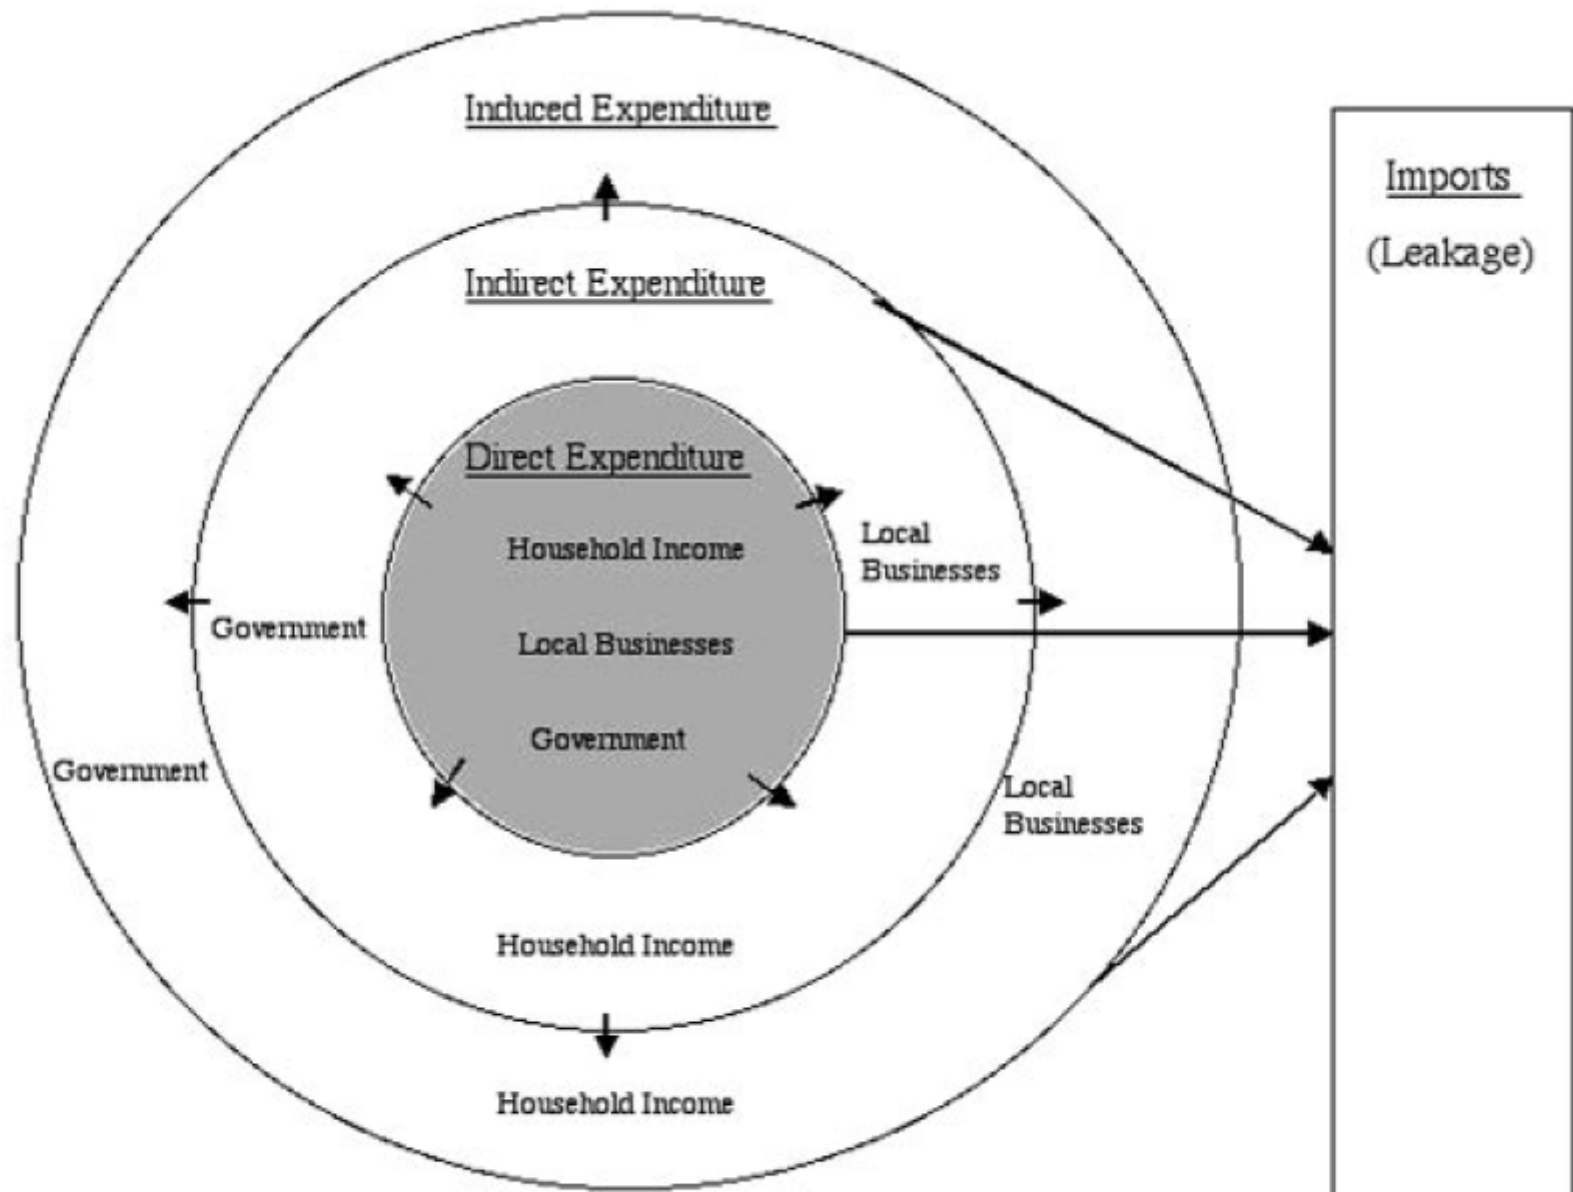 Induced Expenditure
Imports
(Leakage)
Indirect Expenditure
Direct Expenditure
Household Income
Local
Businesses
Government
Local Businesses
Government
Government
Local
Businesses
Household Income
Household Income